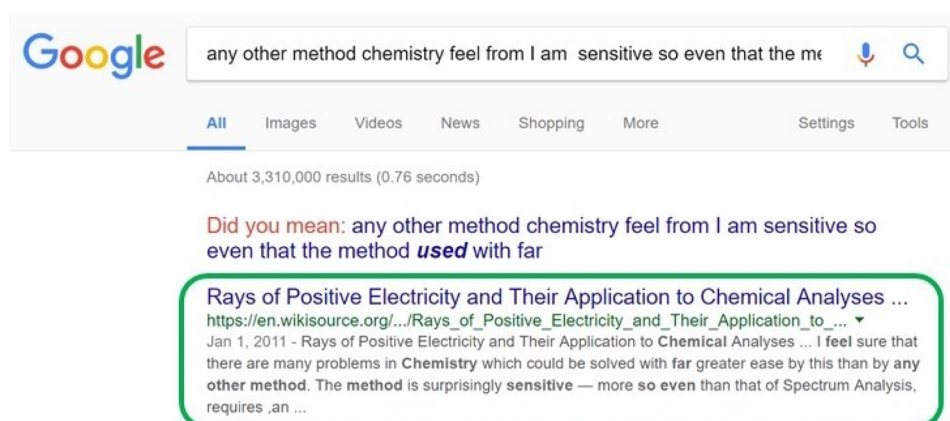 Google
any other method chemistry feel from I am sensitive so even that the me
All Images Videos News Shopping More Settings Tools
About 3,310,000 results (0.76 seconds)
Did you mean: any other method chemistry feel from I am sensitive so
even that the method used with far
Rays of Positive Electricity and Their Application to Chemical Analyses ...
https://en.wikisource.org/.../Rays_of_Positive_Electricity_and_Their_Application_to_...
Jan 1, 2011 - Rays of Positive Electricity and Their Application to Chemical Analyses ... I feel sure that
there are many problems in Chemistry which could be solved with far greater ease by this than by any
other method. The method is surprisingly sensitive — more so even than that of Spectrum Analysis,
requires ,an ...